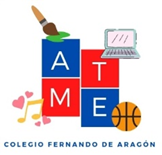 A T
M E
COLEGIO FERNANDO DE ARAGÓN